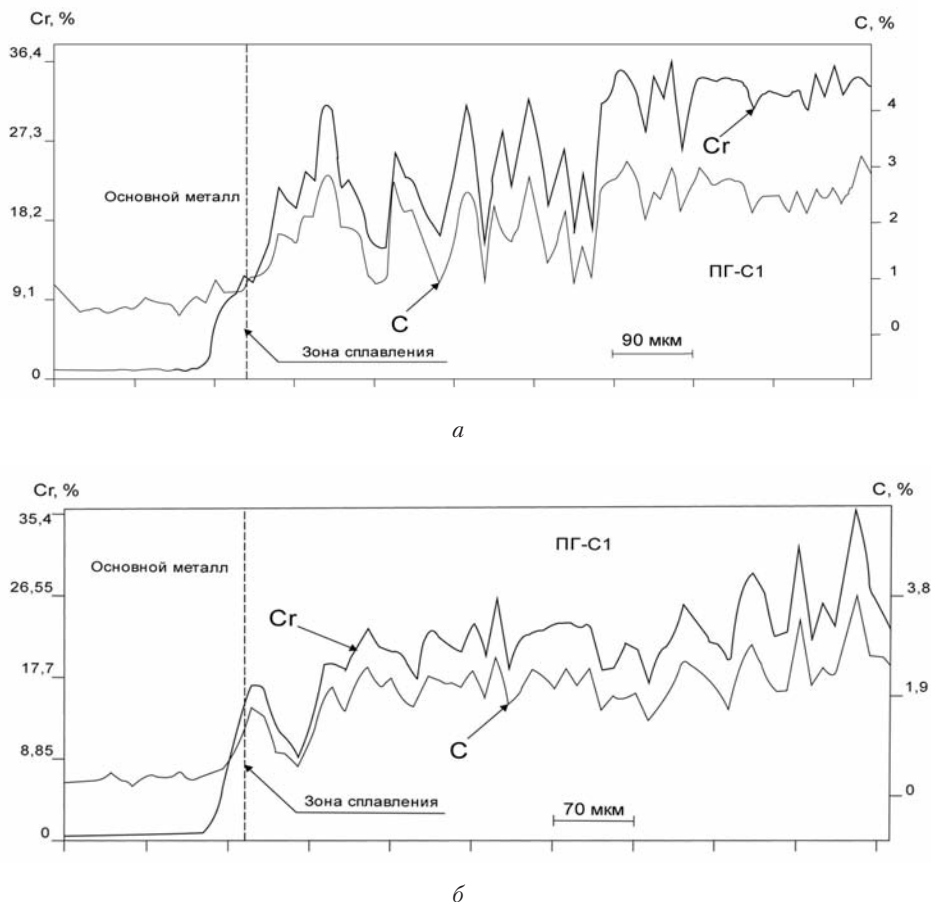 Cr, %
C, %
36,4
27,3
18,2
9,1
0
4
3
2
1
0
Основной металл
Cr
C
ПГ-С1
90 мкм
Зона сплавления
а
Cr, %
C, %
35,4
26,55
17,7
8,85
0
3,8
1,9
0
ПГ-С1
Основной металл
Cr
C
Зона сплавления
70 мкм
б